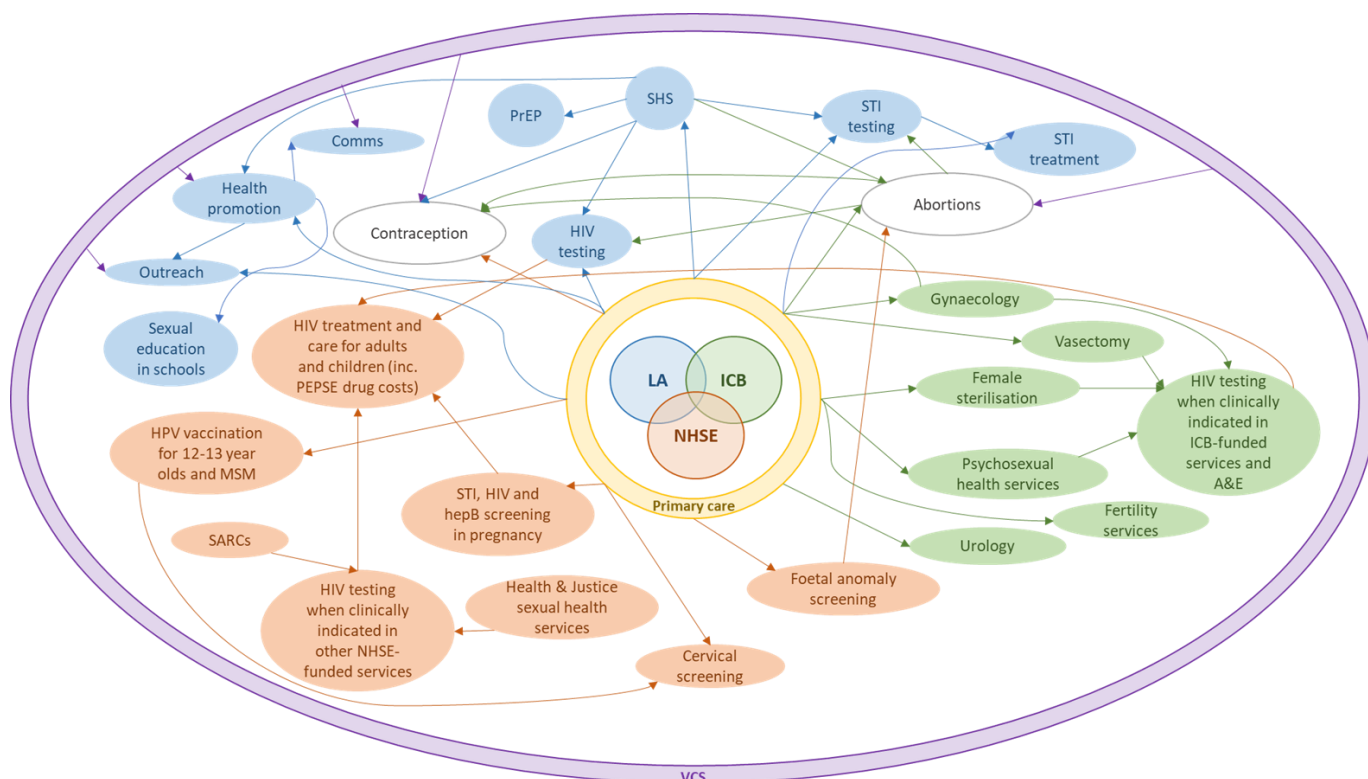 SHS
PrEP
STI
testing
Comms
STI
treatment
Health
promotion
Contraception
HIV
testing
Abortions
Outreach
Gynaecology
Sexual
education
in schools
HIV treatment and
care for adults
and children (inc.
PEPSE drug costs)
Vasectomy
LA
ICB
NHSE
Primary care
Female
sterilisation
HIV testing
when clinically
indicated in
ICB-funded
services and
A&E
HPV vaccination
for 12-13 year
olds and MSM
Psychosexual
health services
STI, HIV and
hepB screening
in pregnancy
Fertility
services
SARCs
Urology
HIV testing
when clinically
indicated in
other NHSE-
funded services
Health & Justice
sexual health
services
Foetal anomaly
screening
Cervical
screening
VCS